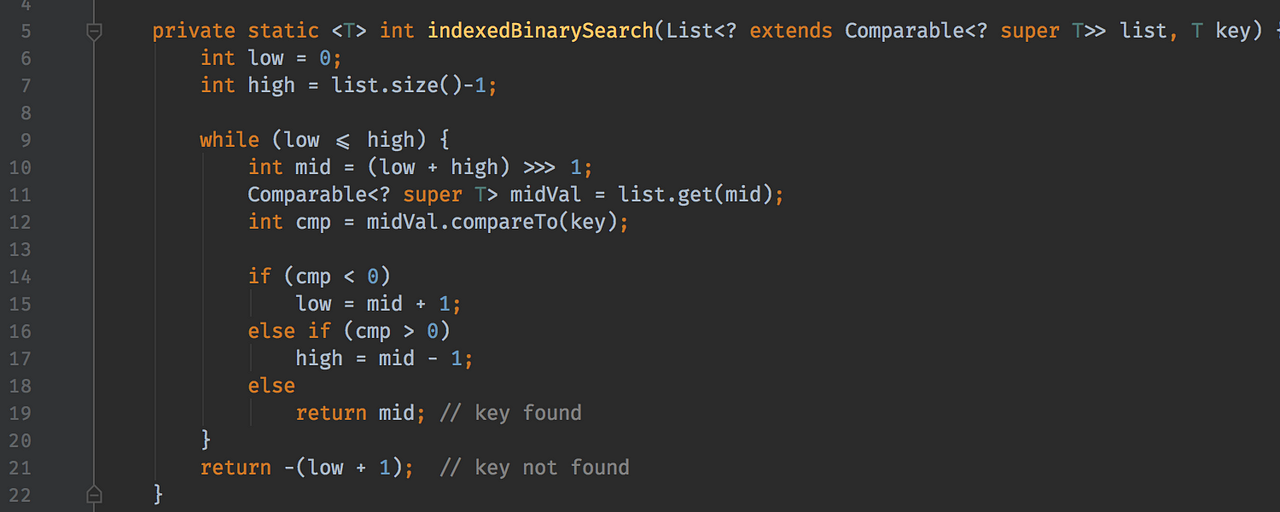 4
5 private static <T> int indexedBinarySearch(List<? extends Comparable<? super T>> list, T key) {
6 int low = 0;
7 int high = list.size()-1;
8
9 while (low <= high) {
10 int mid = (low + high) >>> 1;
11 Comparable<? super T> midVal = list.get(mid);
12 int cmp = midVal.compareTo(key);
13
14 if (cmp < 0)
15 low = mid + 1;
16 else if (cmp > 0)
17 high = mid - 1;
18 else
19 return mid; // key found
20 }
21 return -(low + 1);  // key not found
22 }